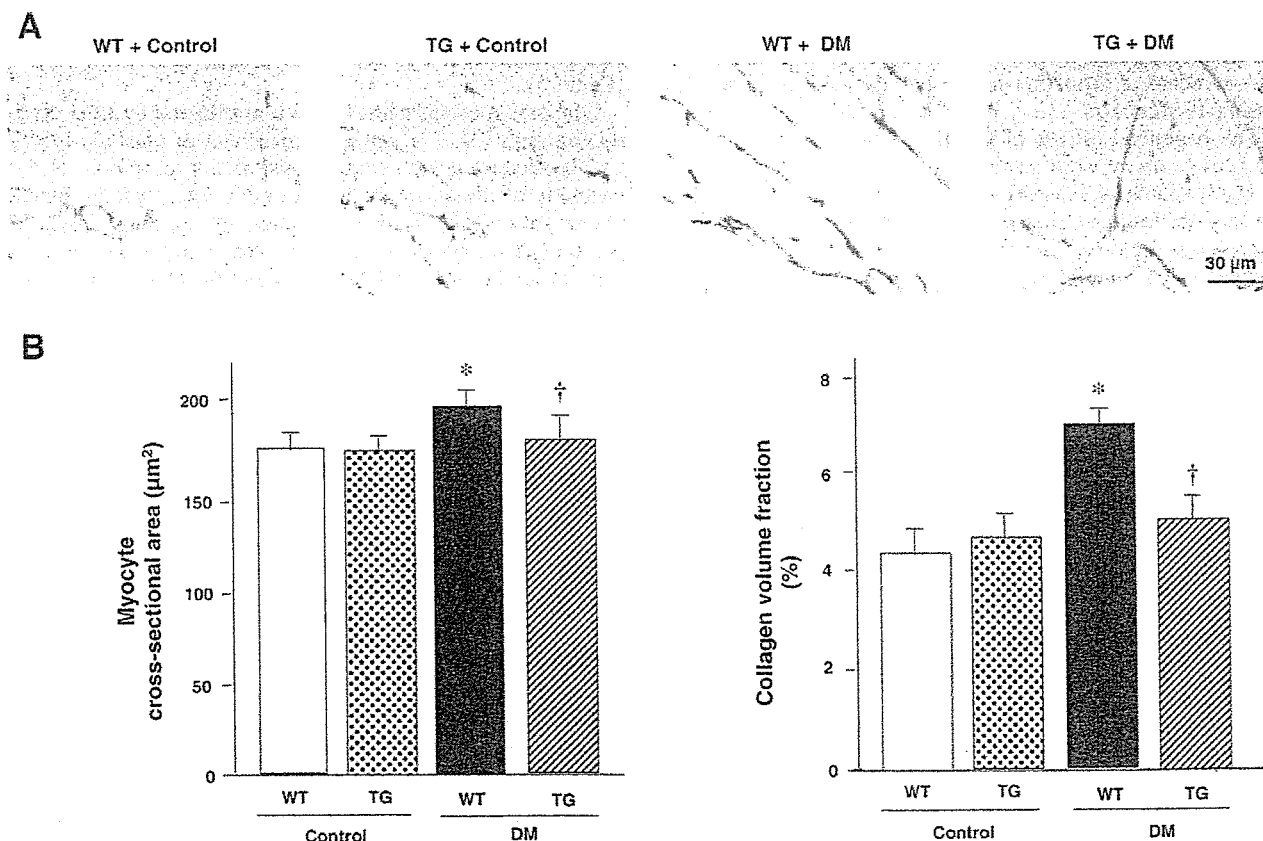 A
WT + Control
TG + Control
WT + DM
TG + DM
30 µm
B
Myocyte
cross-sectional area (µm²)
200
150
100
50
0
*
†
WT
TG
WT
TG
Control
DM
Collagen volume fraction
(%)
8
6
4
2
0
*
†
WT
TG
WT
TG
Control
DM